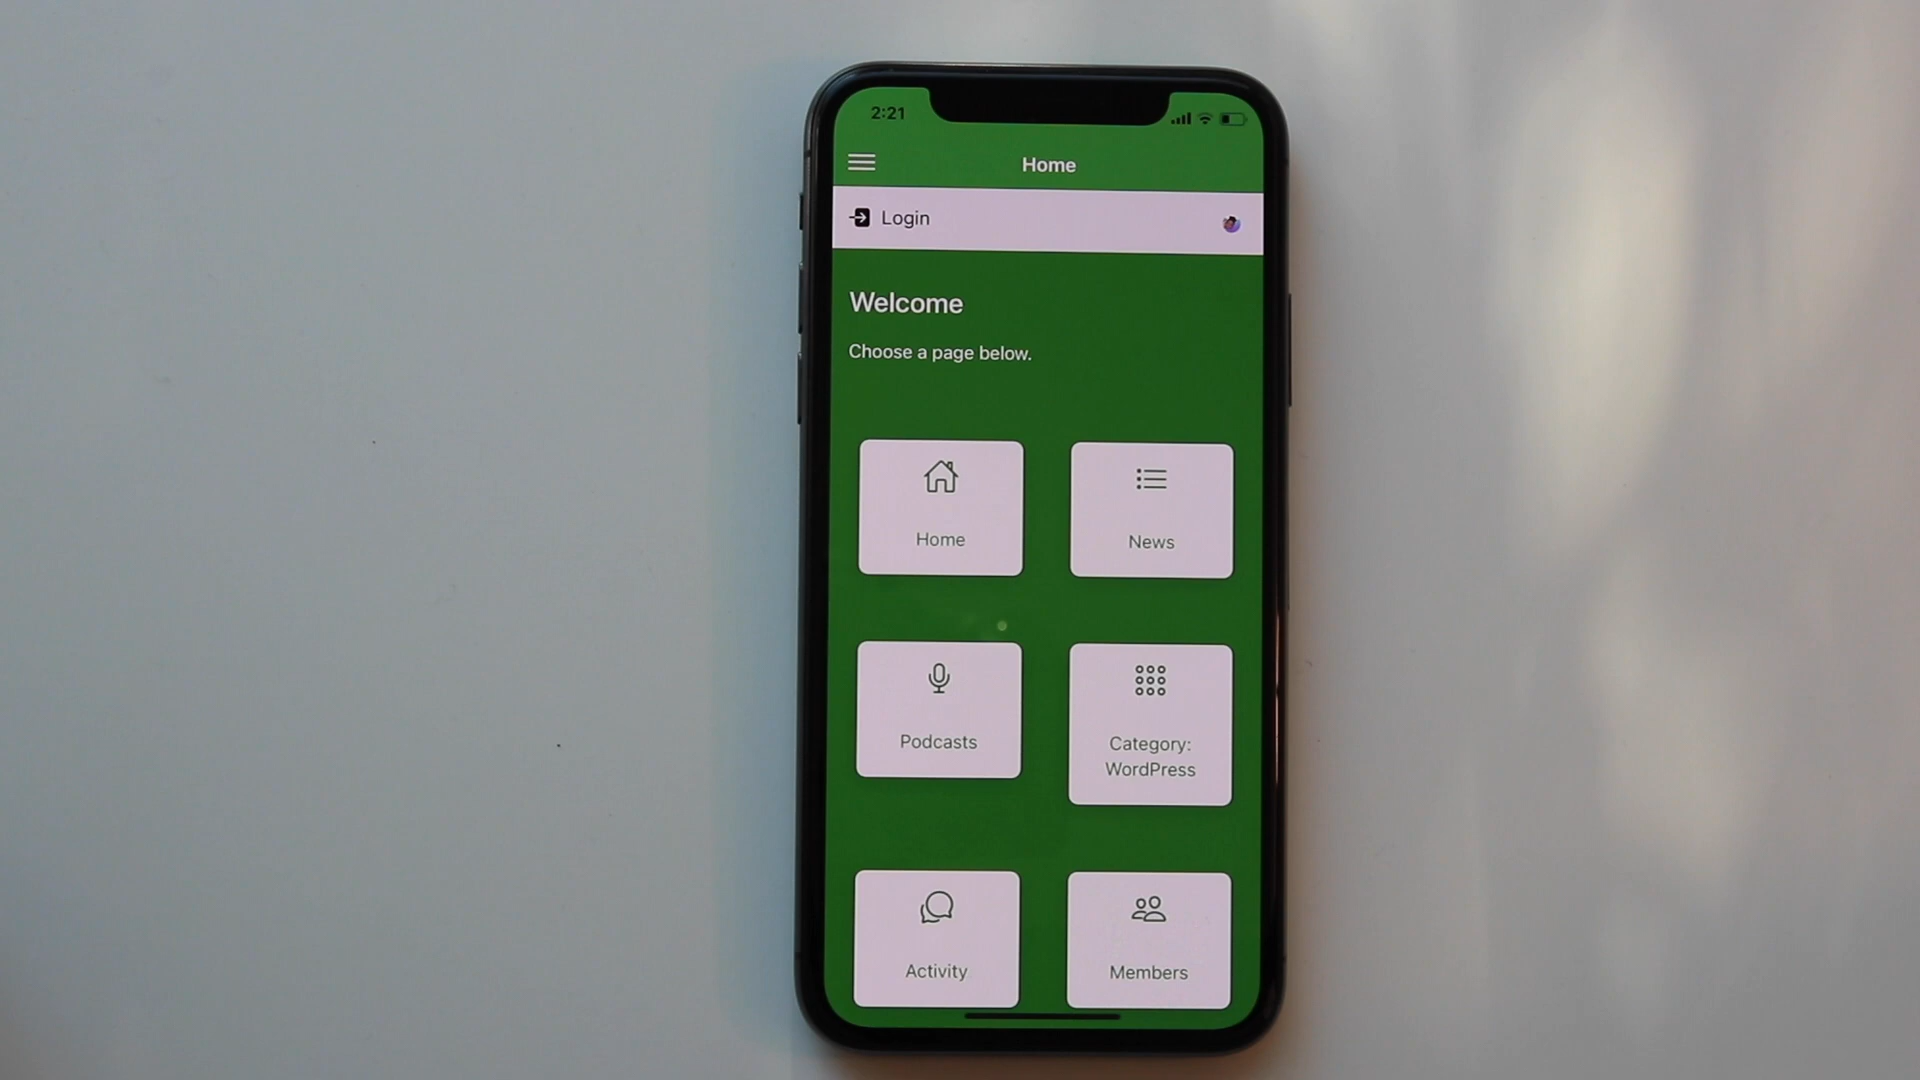 2:21
Home
Login
Welcome
Choose a page below.
Home
News
Podcasts
Category:
WordPress
Activity
Members